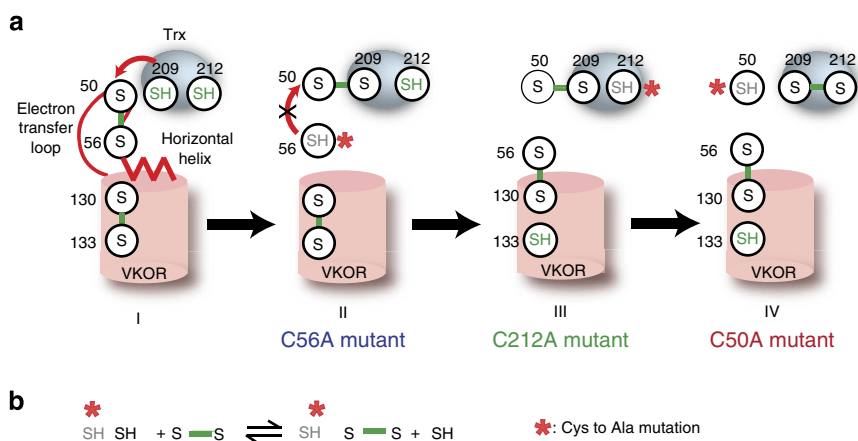 a
Trx
209 212
SH SH
50
S
Electron
transfer
loop
56
S
Horizontal
helix
130
S
133
S
VKOR
I
50 209 212
S S SH
56
SH *
S
S
VKOR
II
C56A mutant
50 209 212
S S SH *
56
S
130
S
133
SH
VKOR
III
C212A mutant
* 50 209 212
SH S S
56
S
130
S
133
SH
VKOR
IV
C50A mutant
b
* *
SH SH + S S ⇌ SH S S + SH
*: Cys to Ala mutation